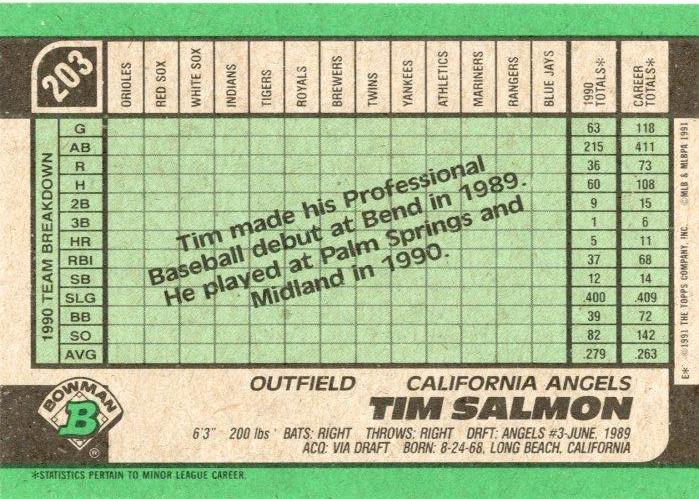 203
ORIOLES RED SOX WHITE SOX INDIANS TIGERS ROYALS BREWERS TWINS YANKEES ATHLETICS MARINERS RANGERS BLUE JAYS 1990 TOTALS* CAREER TOTALS*
1990 TEAM BREAKDOWN
G 63 118
AB 215 411
R 36 73
H 60 108
2B 9 15
3B 1 6
HR 5 11
RBI 37 68
SB 12 14
SLG .400 .409
BB 39 72
SO 82 142
AVG .279 .263
Tim made his Professional
Baseball debut at Bend in 1989.
He played at Palm Springs and
Midland in 1990.
E* ©1991 THE TOPPS COMPANY, INC. ©MLB & MLBPA 1991
BOWMAN
B
®
OUTFIELD CALIFORNIA ANGELS
TIM SALMON
6'3" 200 lbs BATS: RIGHT THROWS: RIGHT DRFT: ANGELS #3-JUNE, 1989
ACQ: VIA DRAFT BORN: 8-24-68, LONG BEACH, CALIFORNIA
*STATISTICS PERTAIN TO MINOR LEAGUE CAREER.